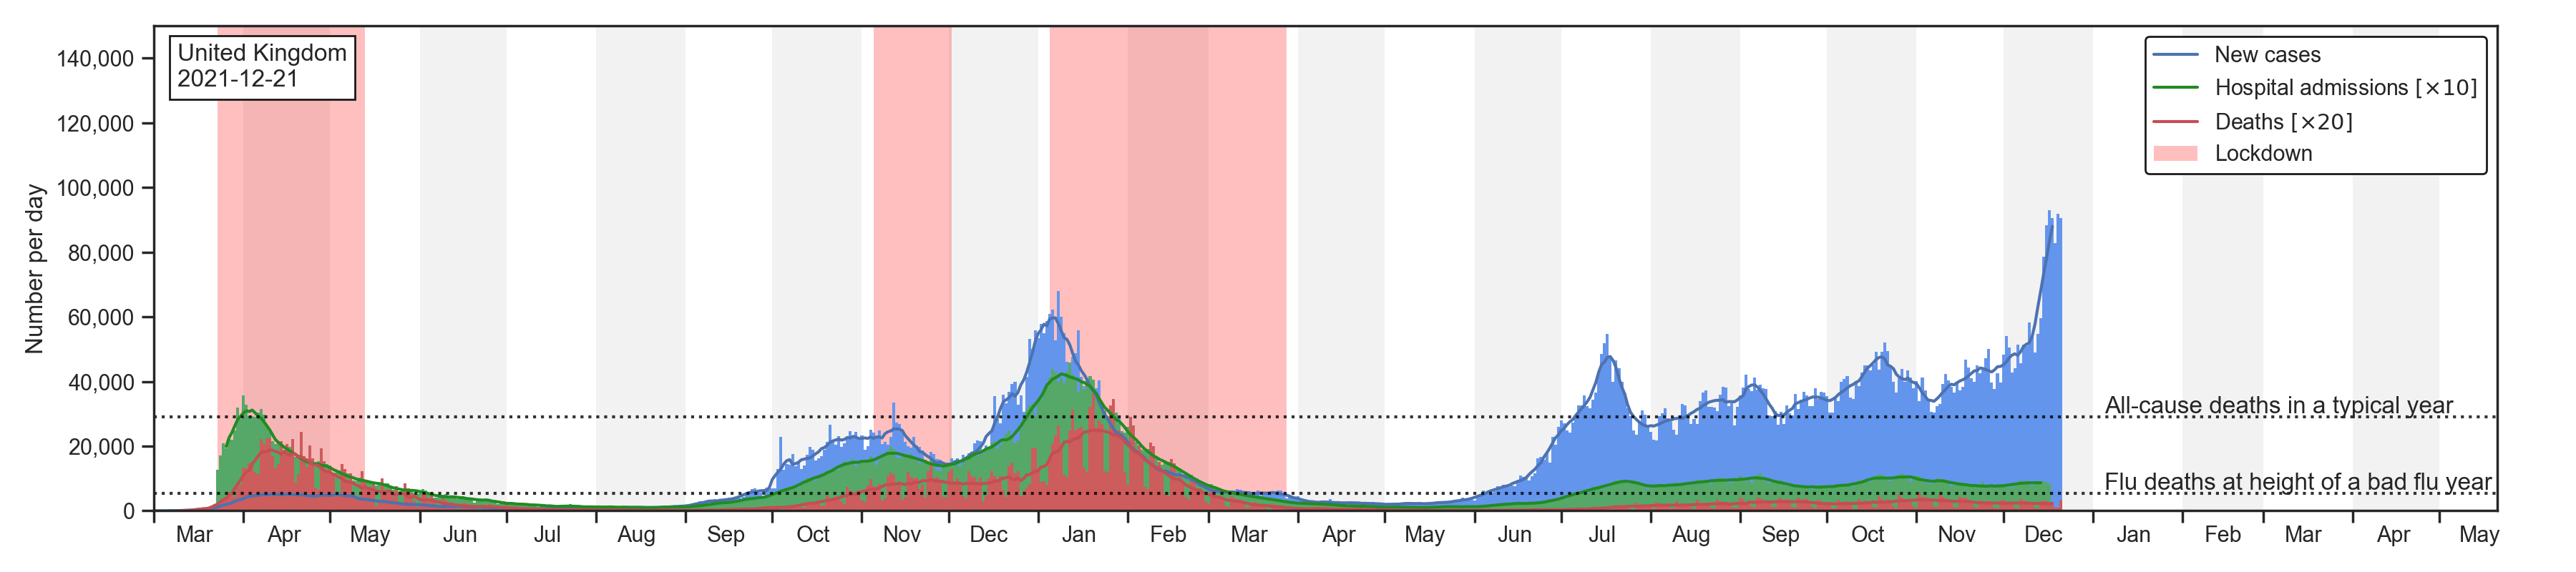 United Kingdom
2021-12-21
New cases
Hospital admissions [×10]
Deaths [×20]
Lockdown
Number per day
140,000
120,000
100,000
80,000
60,000
40,000
20,000
0
All-cause deaths in a typical year
Flu deaths at height of a bad flu year
Mar Apr May Jun Jul Aug Sep Oct Nov Dec Jan Feb Mar Apr May Jun Jul Aug Sep Oct Nov Dec Jan Feb Mar Apr May